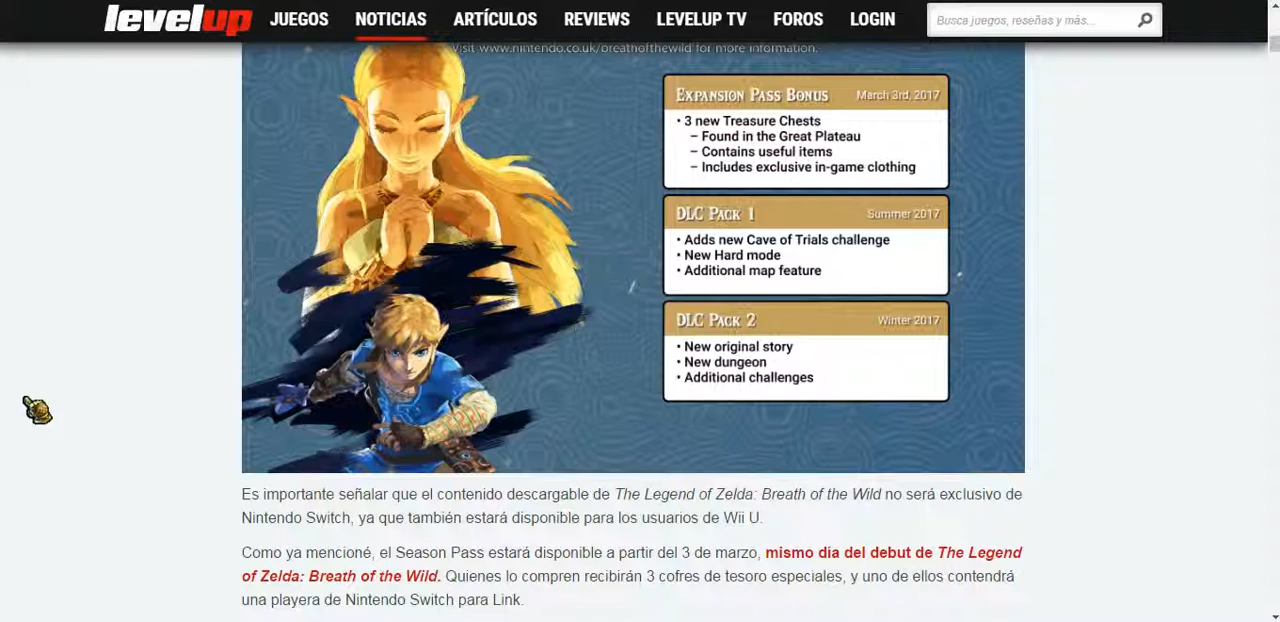 levelup JUEGOS NOTICIAS ARTÍCULOS REVIEWS LEVELUP TV FOROS LOGIN Busca juegos, reseñas y más...
Visit www.nintendo.co.uk/breathofthewild for more information.
Expansion Pass Bonus March 3rd, 2017
• 3 new Treasure Chests
– Found in the Great Plateau
– Contains useful items
– Includes exclusive in-game clothing
DLC Pack 1 Summer 2017
• Adds new Cave of Trials challenge
• New Hard mode
• Additional map feature
DLC Pack 2 Winter 2017
• New original story
• New dungeon
• Additional challenges
Es importante señalar que el contenido descargable de The Legend of Zelda: Breath of the Wild no será exclusivo de
Nintendo Switch, ya que también estará disponible para los usuarios de Wii U.
Como ya mencioné, el Season Pass estará disponible a partir del 3 de marzo, mismo día del debut de The Legend
of Zelda: Breath of the Wild. Quienes lo compren recibirán 3 cofres de tesoro especiales, y uno de ellos contendrá
una playera de Nintendo Switch para Link.